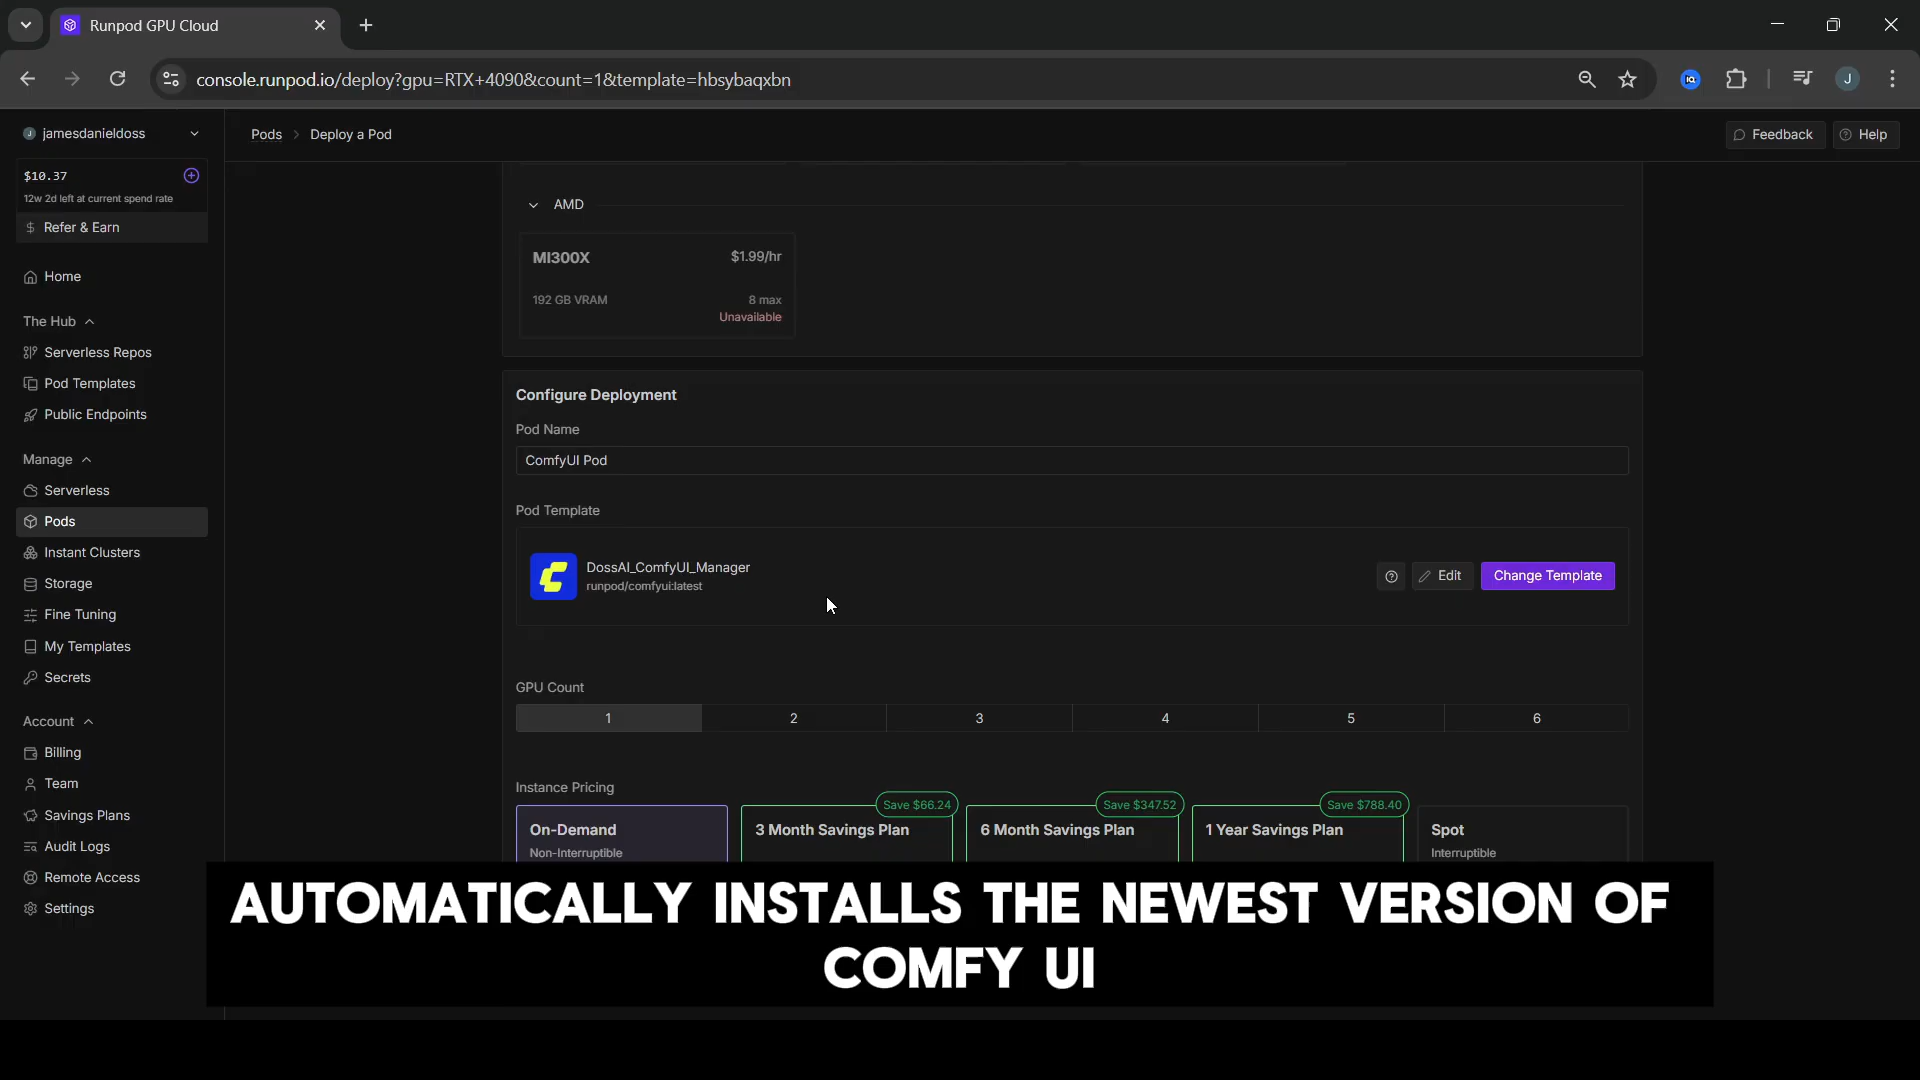 Runpod GPU Cloud
console.runpod.io/deploy?gpu=RTX+4090&count=1&template=hbsybaqxbn
J
jamesdanieldoss
Pods > Deploy a Pod
Feedback
Help
$10.37
12w 2d left at current spend rate
$ Refer & Earn
Home
The Hub
Serverless Repos
Pod Templates
Public Endpoints
Manage
Serverless
Pods
Instant Clusters
Storage
Fine Tuning
My Templates
Secrets
Account
Billing
Team
Savings Plans
Audit Logs
Remote Access
Settings
AMD
MI300X $1.99/hr
192 GB VRAM 8 max
Unavailable
Configure Deployment
Pod Name
ComfyUI Pod
Pod Template
DossAI_ComfyUI_Manager
runpod/comfyui:latest
Edit
Change Template
GPU Count
1 2 3 4 5 6
Instance Pricing
Save $66.24 Save $347.52 Save $788.40
On-Demand 3 Month Savings Plan 6 Month Savings Plan 1 Year Savings Plan Spot
Non-Interruptible Interruptible
AUTOMATICALLY INSTALLS THE NEWEST VERSION OF
COMFY UI